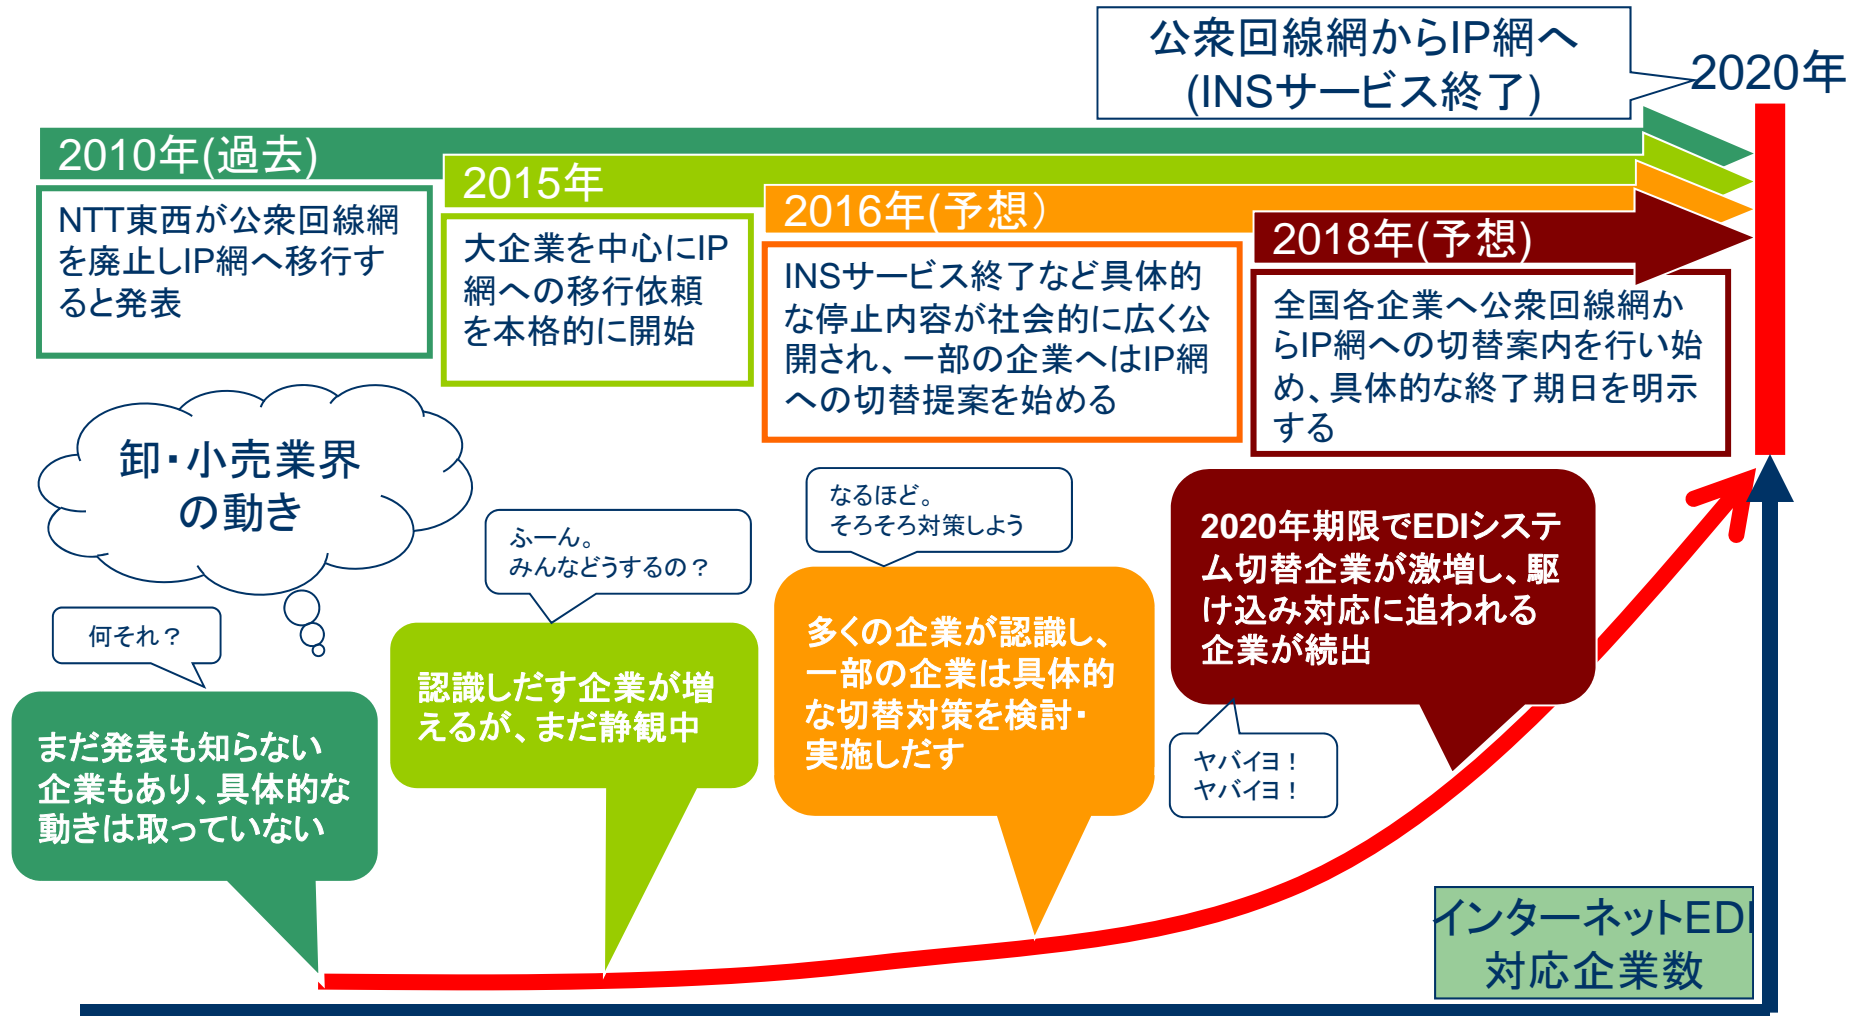 公衆回線網からIP網へ
(INSサービス終了)
2020年
2010年(過去)
NTT東西が公衆回線網
を廃止しIP網へ移行す
ると発表
2015年
大企業を中心にIP
網への移行依頼
を本格的に開始
2016年(予想）
INSサービス終了など具体的
な停止内容が社会的に広く公
開され、一部の企業へはIP網
への切替提案を始める
2018年(予想)
全国各企業へ公衆回線網か
らIP網への切替案内を行い始
め、具体的な終了期日を明示
する
卸・小売業界
の動き
何それ？
まだ発表も知らない
企業もあり、具体的な
動きは取っていない
ふーん。
みんなどうするの？
認識しだす企業が増
えるが、まだ静観中
なるほど。
そろそろ対策しよう
多くの企業が認識し、
一部の企業は具体的
な切替対策を検討・
実施しだす
2020年期限でEDIシステ
ム切替企業が激増し、駆
け込み対応に追われる
企業が続出
ヤバイヨ！
ヤバイヨ！
インターネットEDI
対応企業数